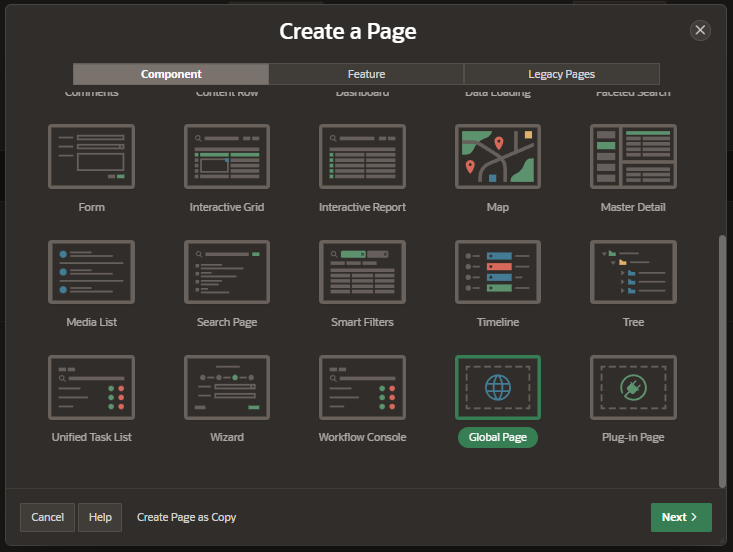 Create a Page
Component Feature Legacy Pages
Comments Content Row Dashboard Data Loading Faceted Search
Form Interactive Grid Interactive Report Map Master Detail
Media List Search Page Smart Filters Timeline Tree
Unified Task List Wizard Workflow Console Global Page Plug-in Page
Cancel Help Create Page as Copy Next